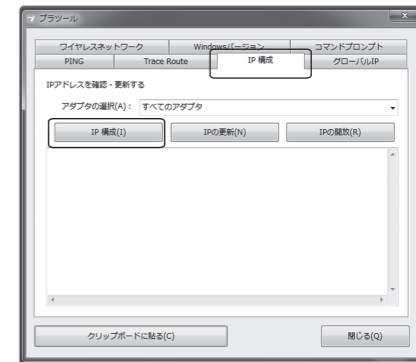 プラツール
ワイヤレスネットワーク Windowsバージョン コマンドプロンプト
PING Trace Route IP 構成 グローバルIP
IPアドレスを確認・更新する
アダプタの選択(A)： すべてのアダプタ
IP 構成(I) IPの更新(N) IPの開放(R)
クリップボードに貼る(C) 閉じる(Q)